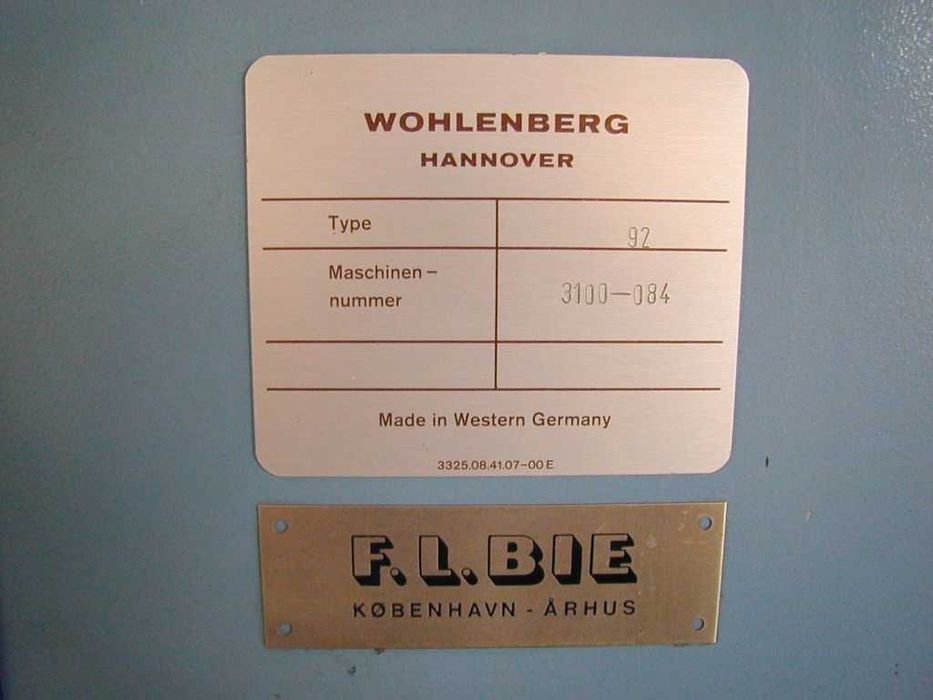 WOHLENBERG
HANNOVER
Type 92
Maschinen–
nummer 3100–084
Made in Western Germany
3325.08.41.07–00 E
F.L.BIE
KØBENHAVN - ÅRHUS